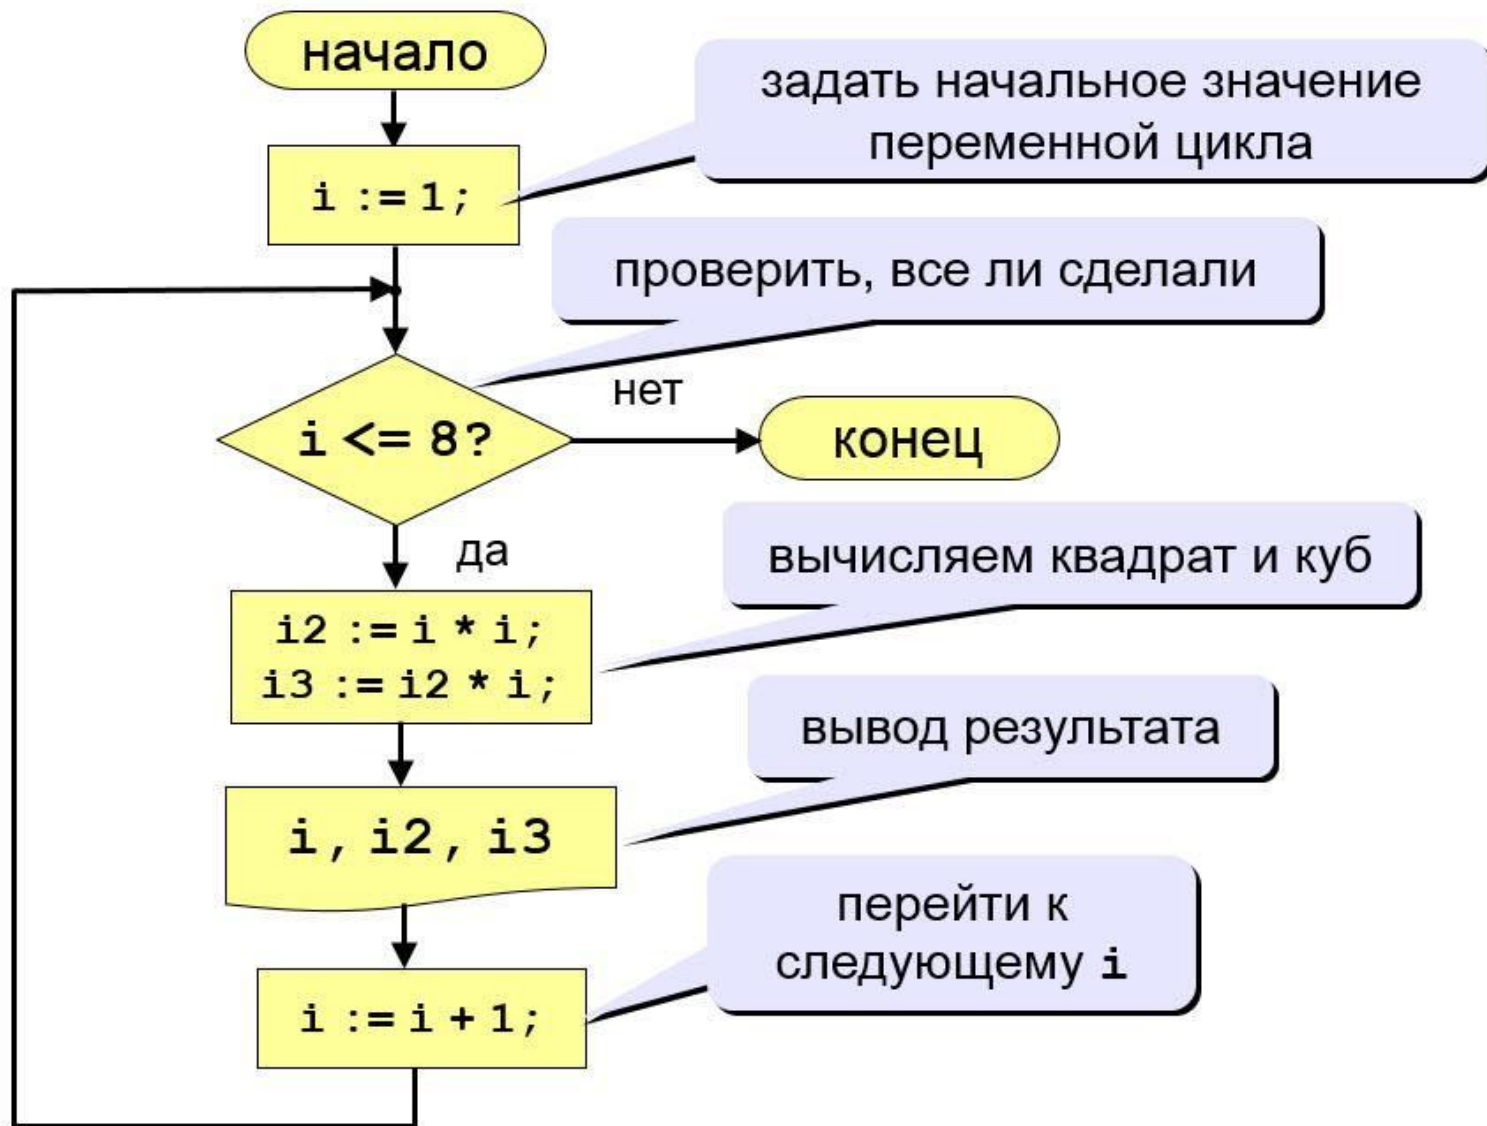 начало
задать начальное значение
переменной цикла
i := 1;
проверить, все ли сделали
нет
i <= 8?
конец
да
вычисляем квадрат и куб
i2 := i * i;
i3 := i2 * i;
вывод результата
i, i2, i3
перейти к
следующему i
i := i + 1;